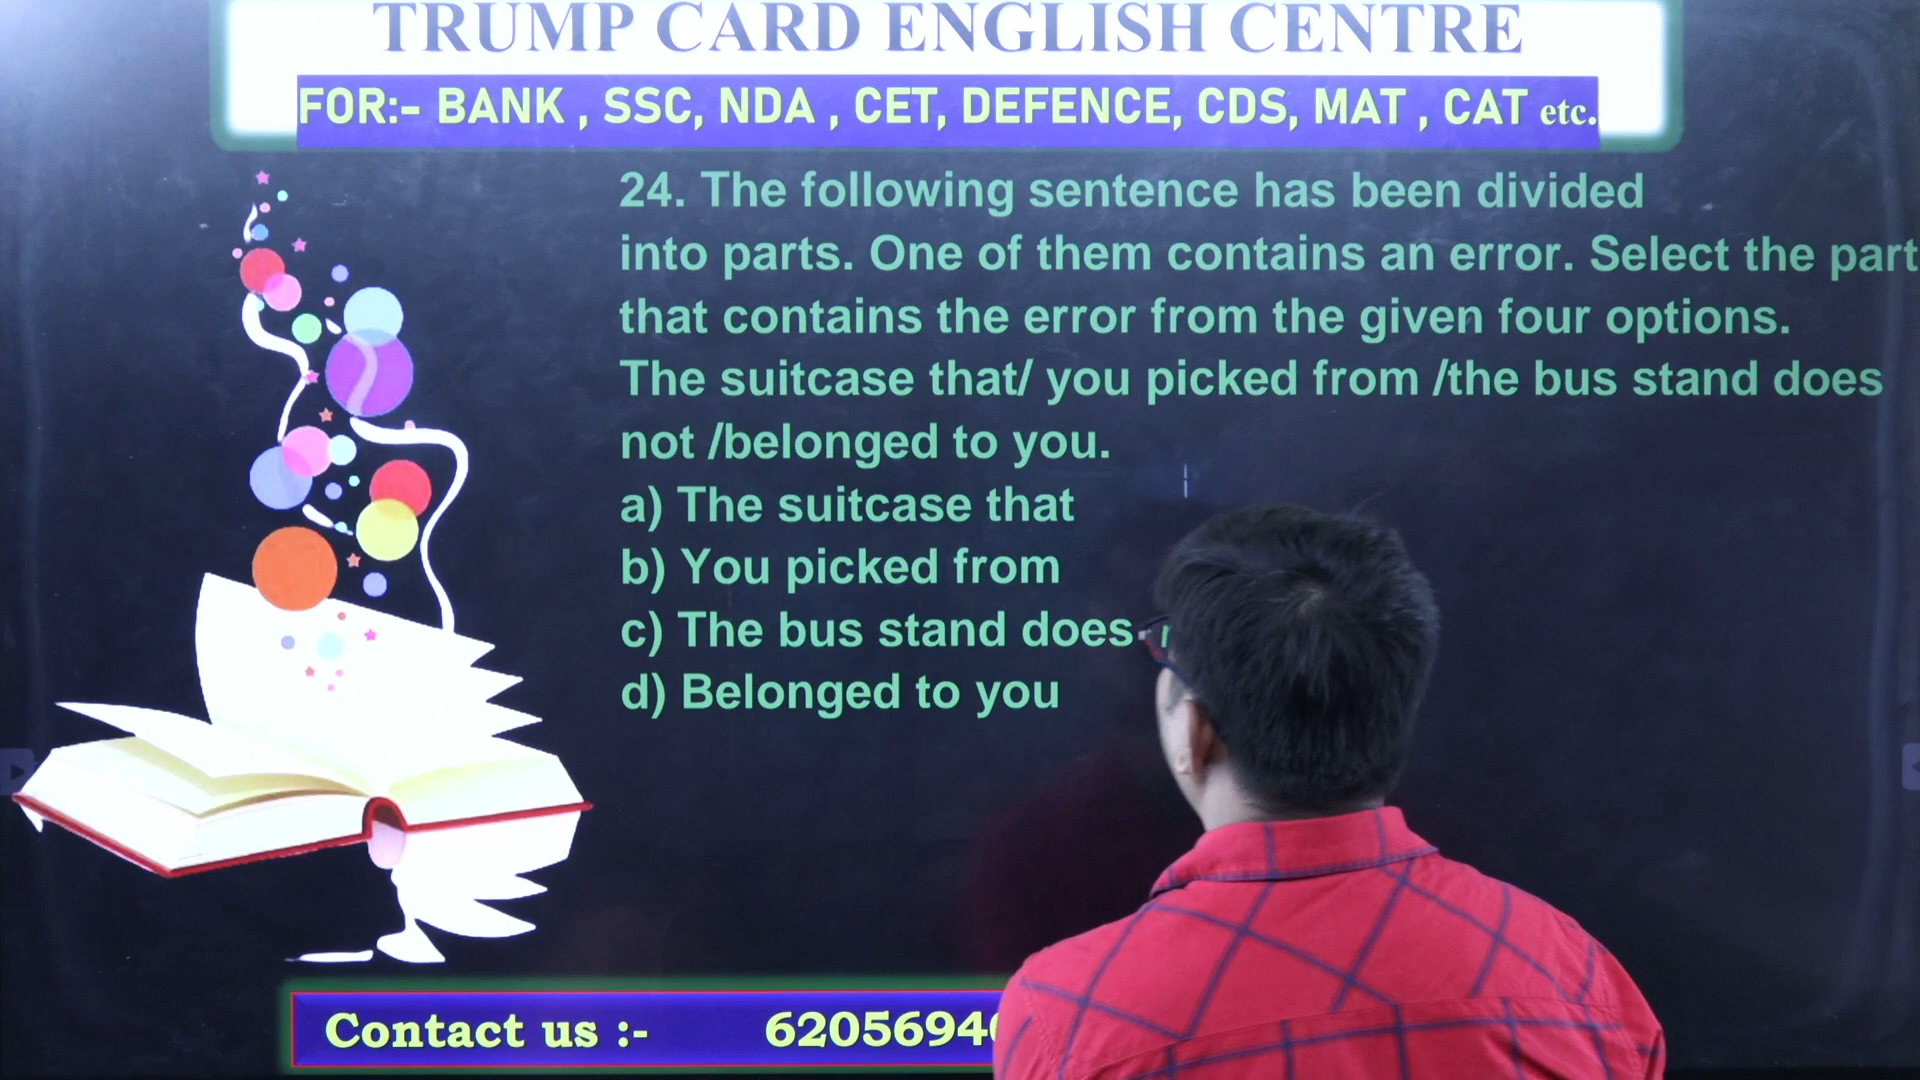 TRUMP CARD ENGLISH CENTRE
FOR:- BANK , SSC, NDA , CET, DEFENCE, CDS, MAT , CAT etc.
24. The following sentence has been divided
into parts. One of them contains an error. Select the part
that contains the error from the given four options.
The suitcase that/ you picked from /the bus stand does
not /belonged to you.
a) The suitcase that
b) You picked from
c) The bus stand does
d) Belonged to you
Contact us :- 6205694